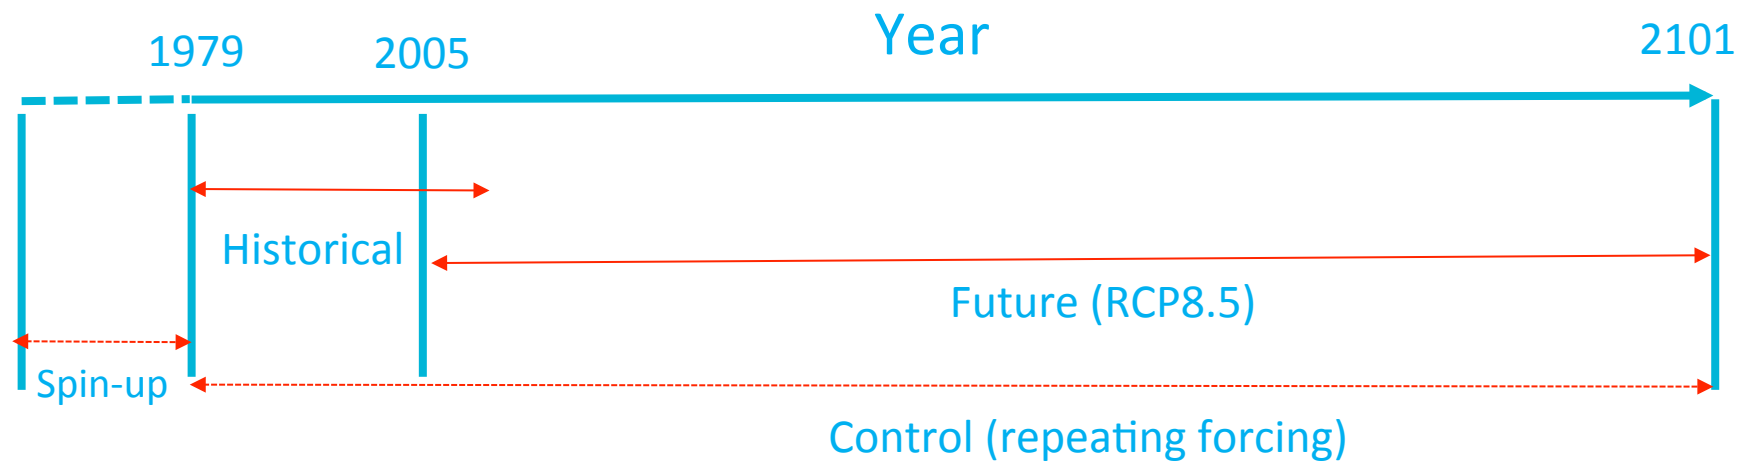 Year
1979
2005
2101
Historical
Future (RCP8.5)
Spin-up
Control (repeating forcing)